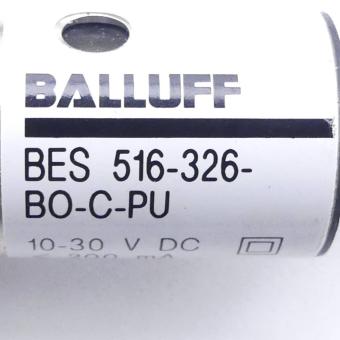 BALLUFF
BES 516-326-
BO-C-PU
10-30 V DC